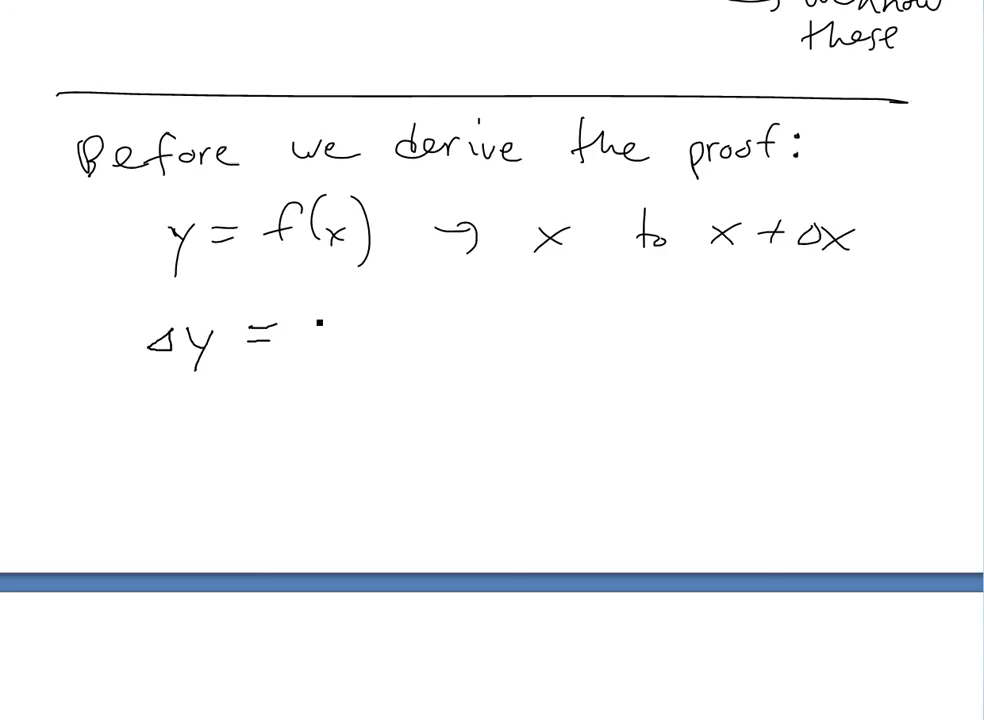 these
Before we derive the proof:
y = f(x) → x to x + Δx
Δy =